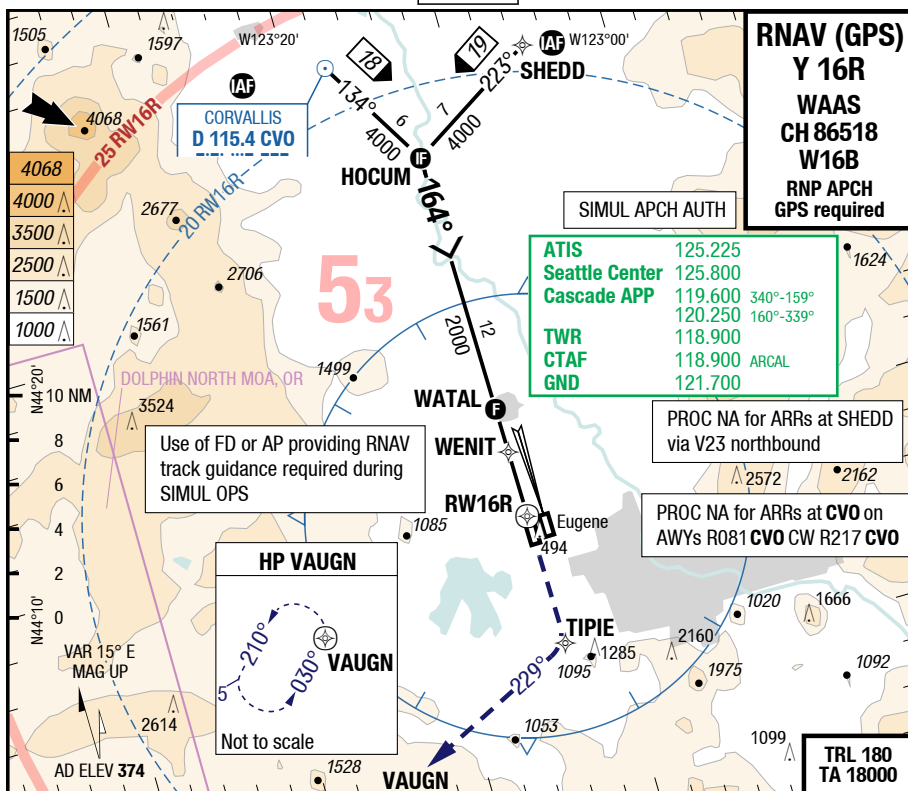 RNAV (GPS)
Y 16R
WAAS
CH 86518
W16B
RNP APCH
GPS required
1505
1597
W123°20'
18
19
IAF
W123°00'
SHEDD
223°
IAF
CORVALLIS
D 115.4 CVO
134°
6
4000
7
4000
4068
25 RW16R
20 RW16R
IF
HOCUM
164°
4068
4000
3500
2500
1500
1000
2677
2706
1561
53
SIMUL APCH AUTH
1624
ATIS 125.225
Seattle Center 125.800
Cascade APP 119.600 340°-159°
120.250 160°-339°
TWR 118.900
CTAF 118.900 ARCAL
GND 121.700
12
2000
1499
DOLPHIN NORTH MOA, OR
N44°20'
10 NM
8
6
4
2
0
N44°10'
3524
WATAL
F
WENIT
RW16R
Eugene
494
Use of FD or AP providing RNAV
track guidance required during
SIMUL OPS
PROC NA for ARRs at SHEDD
via V23 northbound
2572
2162
PROC NA for ARRs at CVO on
AWYs R081 CVO CW R217 CVO
1085
HP VAUGN
210°
030°
VAUGN
5
Not to scale
TIPIE
1285
1095
2160
1020
1666
1975
1092
229°
1053
1099
VAR 15° E
MAG UP
2614
AD ELEV 374
1528
VAUGN
TRL 180
TA 18000